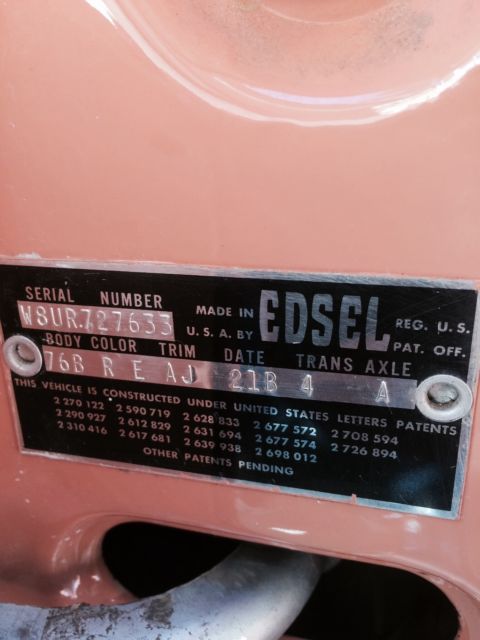 SERIAL NUMBER
W8UR727633
MADE IN
U.S.A. BY
EDSEL
REG. U.S.
PAT. OFF.
BODY COLOR TRIM DATE TRANS AXLE
76B R E AJ 21B 4 A
THIS VEHICLE IS CONSTRUCTED UNDER UNITED STATES LETTERS PATENTS
2 270 122 2 590 719 2 628 833 2 677 572 2 708 594
2 290 927 2 612 829 2 631 694 2 677 574 2 726 894
2 310 416 2 617 681 2 639 938 2 698 012
OTHER PATENTS PENDING